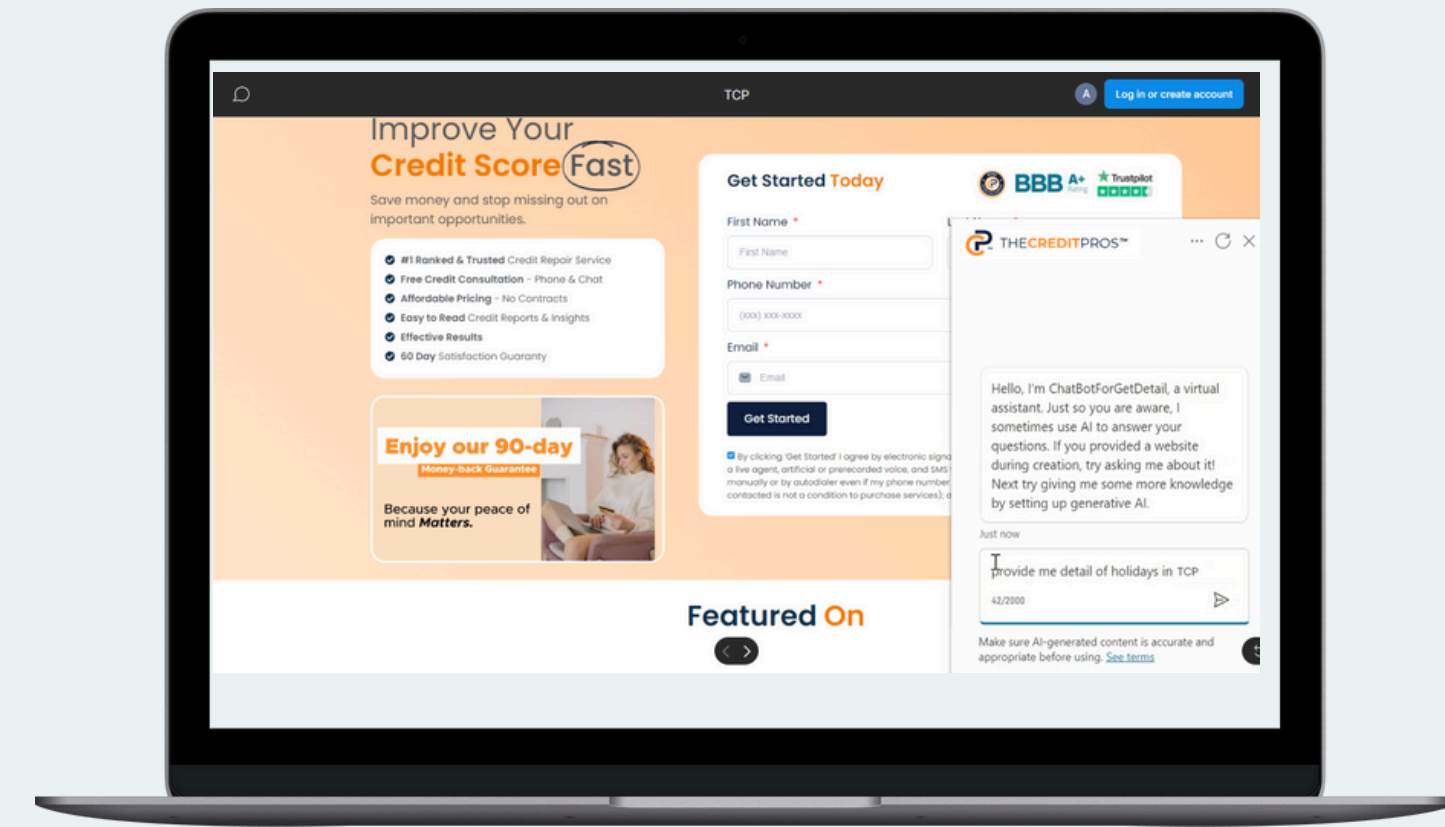 TCP
A
Log in or create account
Improve Your
Credit Score Fast
Save money and stop missing out on
important opportunities.
#1 Ranked & Trusted Credit Repair Service
Free Credit Consultation - Phone & Chat
Affordable Pricing - No Contracts
Easy to Read Credit Reports & Insights
Effective Results
60 Day Satisfaction Guaranty
Enjoy our 90-day
Money-back Guarantee
Because your peace of
mind Matters.
Get Started Today
BBB A+ Rating
Trustpilot
First Name *
First Name
Phone Number *
(xxx) xxx-xxxx
Email *
Email
Get Started
By clicking 'Get Started' I agree by electronic
a live agent, artificial or prerecorded voice, and SMS
manually or by autodialer even if my phone number
contacted is not a condition to purchase services);
THECREDITPROS™
Hello, I'm ChatBotForGetDetail, a virtual
assistant. Just so you are aware, I
sometimes use AI to answer your
questions. If you provided a website
during creation, try asking me about it!
Next try giving me some more knowledge
by setting up generative AI.
Just now
provide me detail of holidays in TCP
42/2000
Make sure AI-generated content is accurate and
appropriate before using. See terms
Featured On